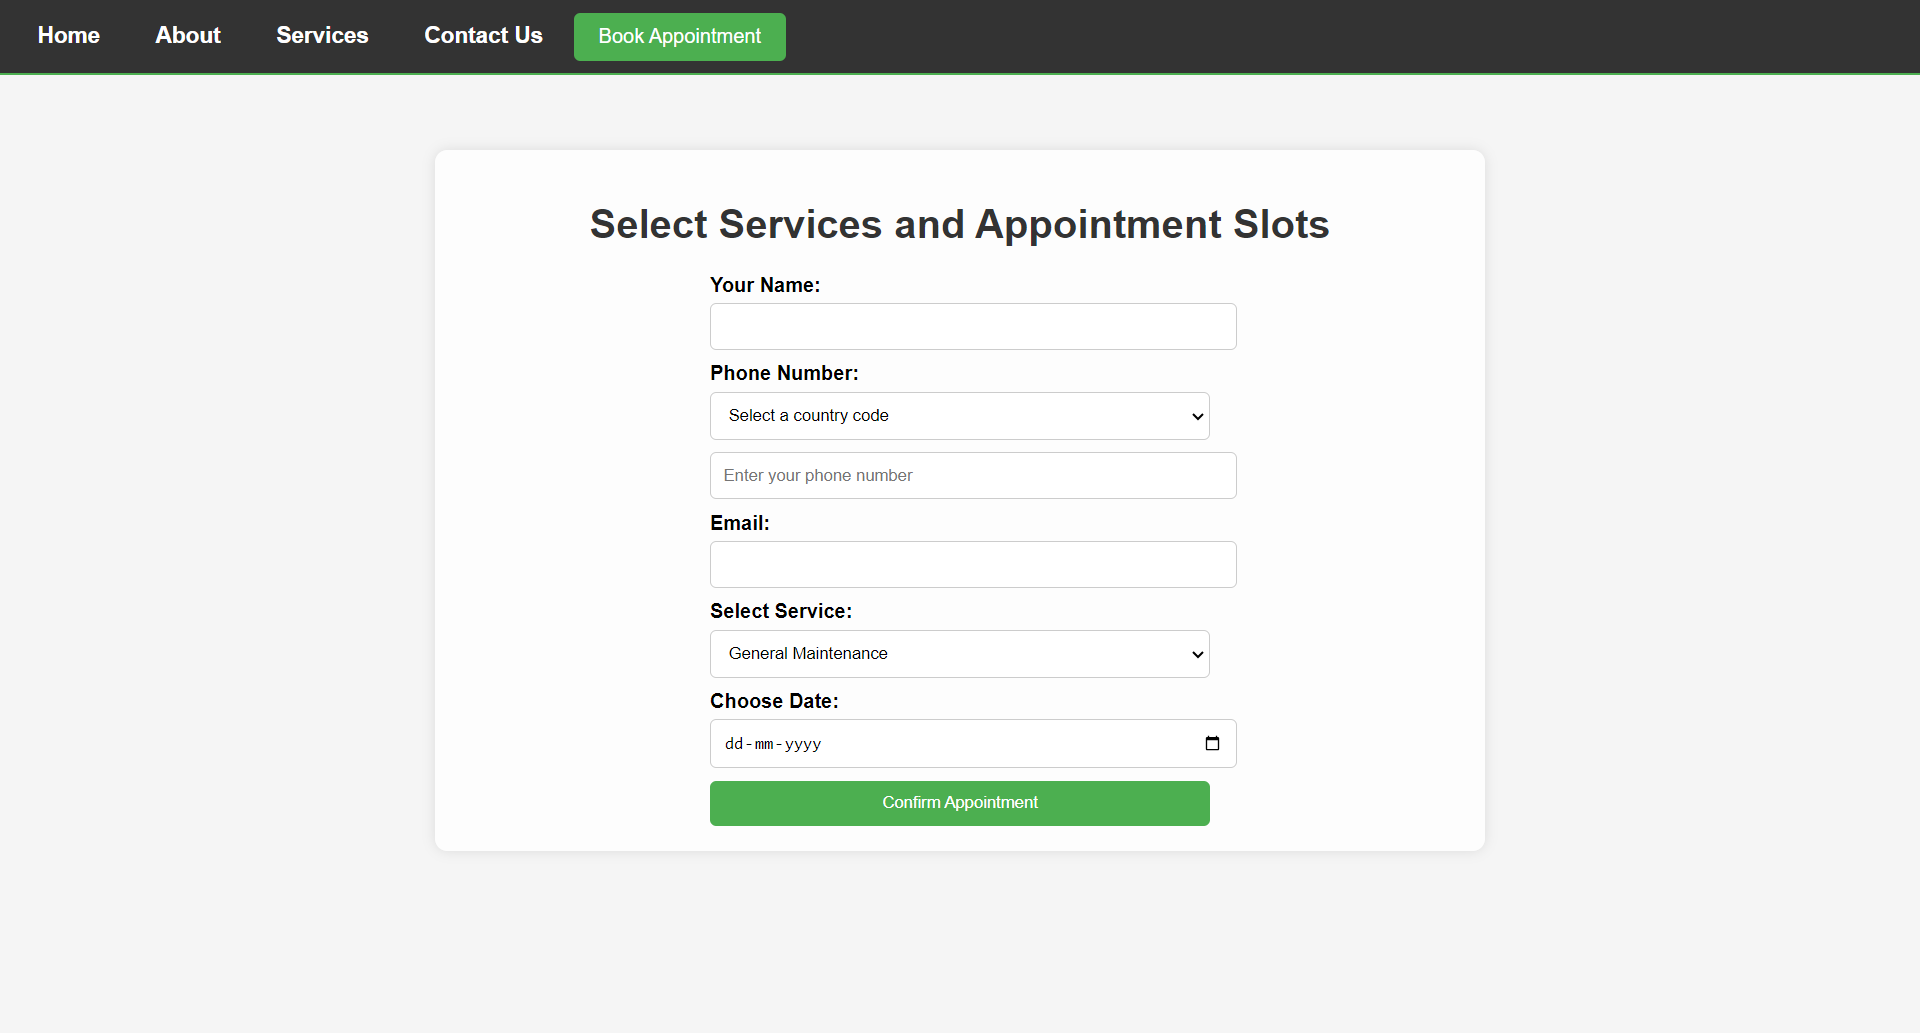 Home About Services Contact Us Book Appointment
Select Services and Appointment Slots
Your Name:
Phone Number:
Select a country code
Enter your phone number
Email:
Select Service:
General Maintenance
Choose Date:
dd-mm-yyyy
Confirm Appointment